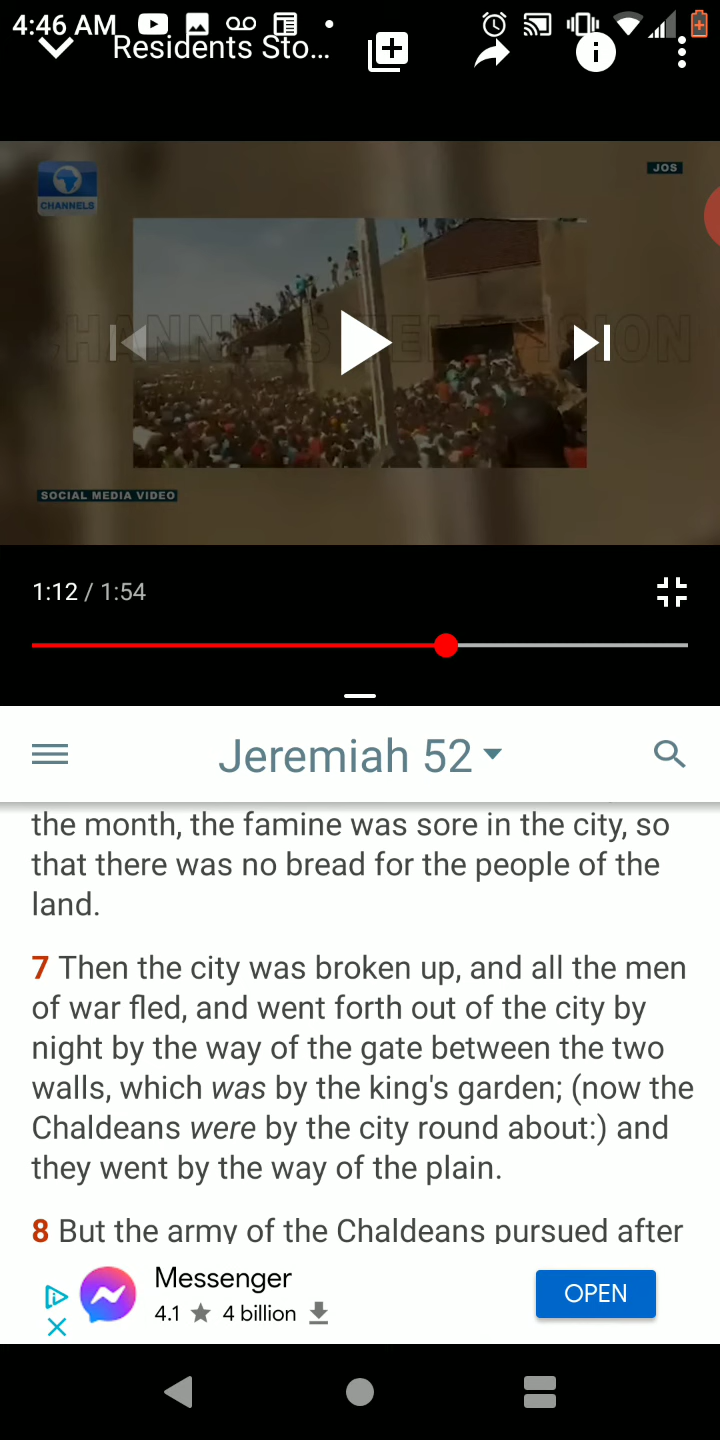 4:46 AM
Residents Sto...
CHANNELS
JOS
CHANNELS TELEVISION
SOCIAL MEDIA VIDEO
1:12 / 1:54
Jeremiah 52
the month, the famine was sore in the city, so
that there was no bread for the people of the
land.
7 Then the city was broken up, and all the men
of war fled, and went forth out of the city by
night by the way of the gate between the two
walls, which was by the king's garden; (now the
Chaldeans were by the city round about:) and
they went by the way of the plain.
8 But the army of the Chaldeans pursued after
Messenger
4.1 ★ 4 billion
OPEN